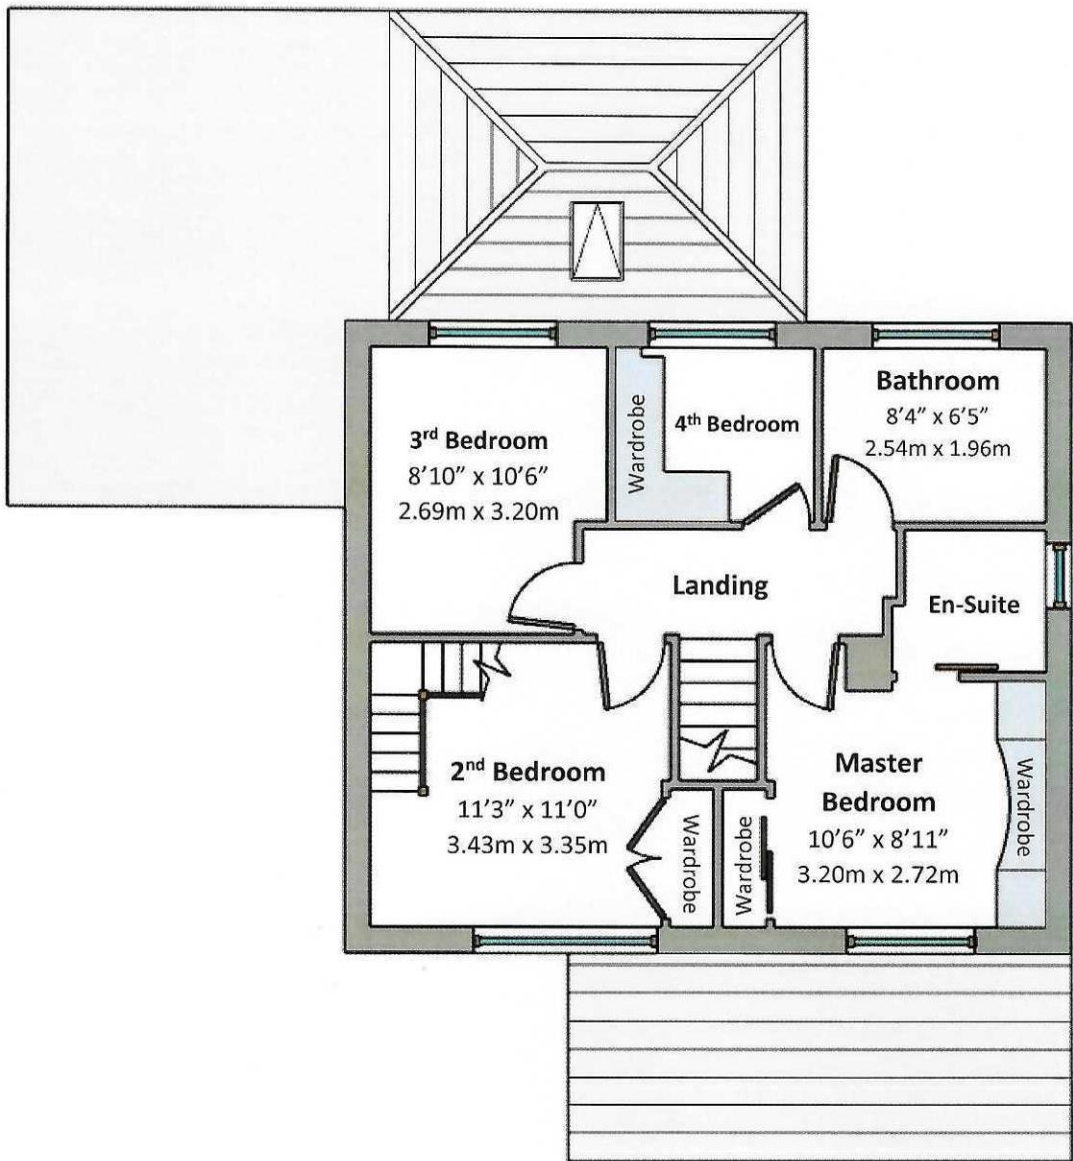 3rd Bedroom
8’10” x 10’6”
2.69m x 3.20m
Wardrobe
4th Bedroom
Bathroom
8’4” x 6’5”
2.54m x 1.96m
Landing
En-Suite
2nd Bedroom
11’3” x 11’0”
3.43m x 3.35m
Wardrobe
Wardrobe
Master
Bedroom
10’6” x 8’11”
3.20m x 2.72m
Wardrobe